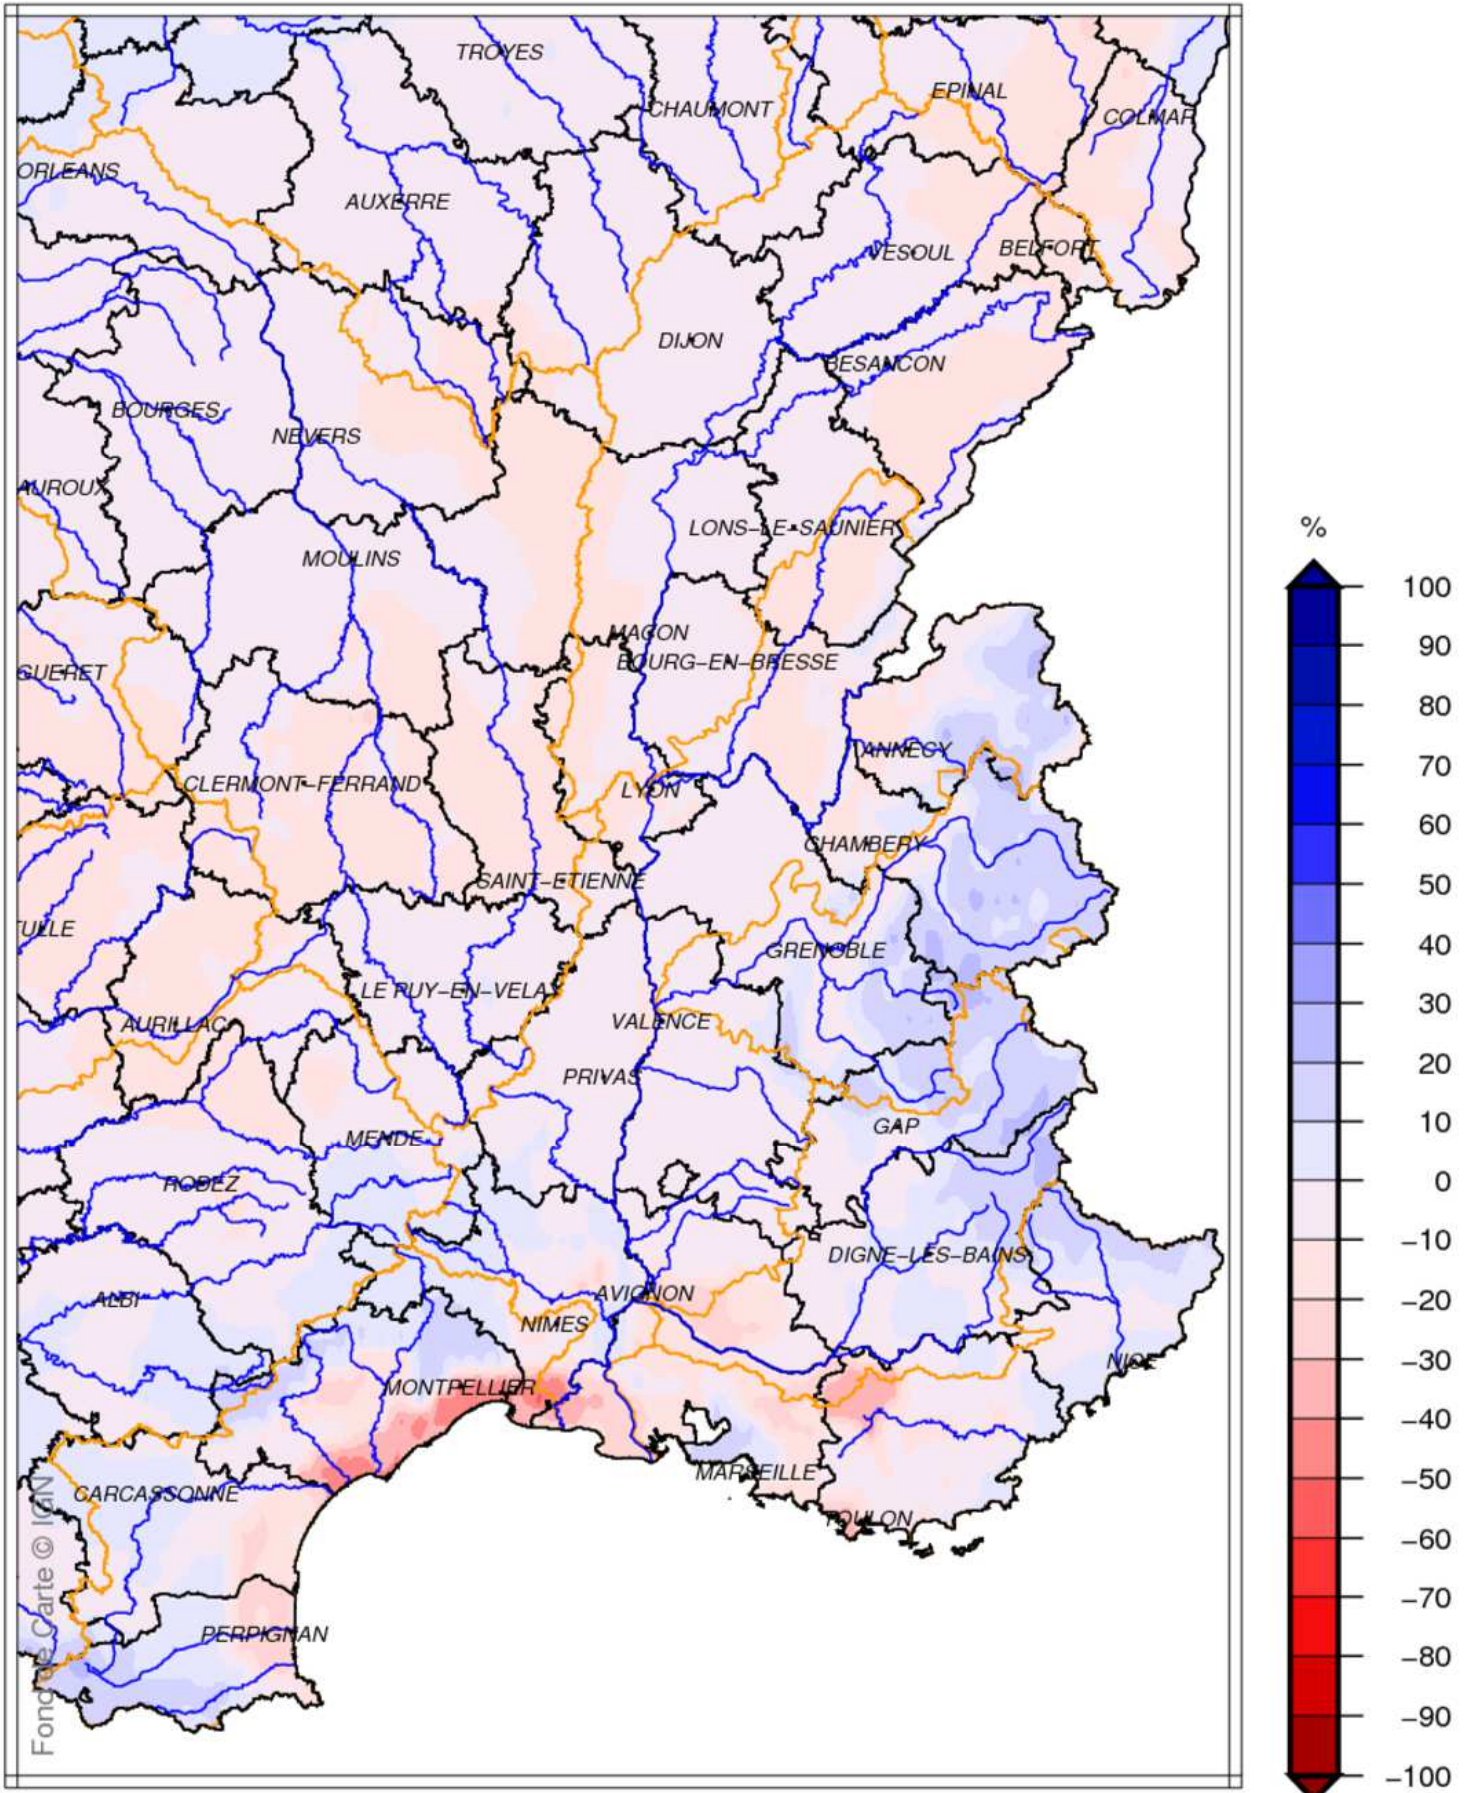 TROYES
CHAUMONT
EPINAL
COLMAR
ORLEANS
AUXERRE
VESOUL
BELFORT
DIJON
BESANCON
BOURGES
NEVERS
AUROUX
LONS-LE-SAUNIER
MOULINS
MACON
BOURG-EN-BRESSE
GUERET
ANNECY
CLERMONT-FERRAND
LYON
CHAMBERY
SAINT-ETIENNE
TULLE
GRENOBLE
LE PUY-EN-VELAY
AURILLAC
VALENCE
PRIVAS
GAP
MENDE
RODEZ
DIGNE-LES-BAINS
ALBI
AVIGNON
NIMES
NICE
MONTPELLIER
MARSEILLE
CARCASSONNE
TOULON
PERPIGNAN
Fond de Carte © IGN
%
100
90
80
70
60
50
40
30
20
10
0
-10
-20
-30
-40
-50
-60
-70
-80
-90
-100